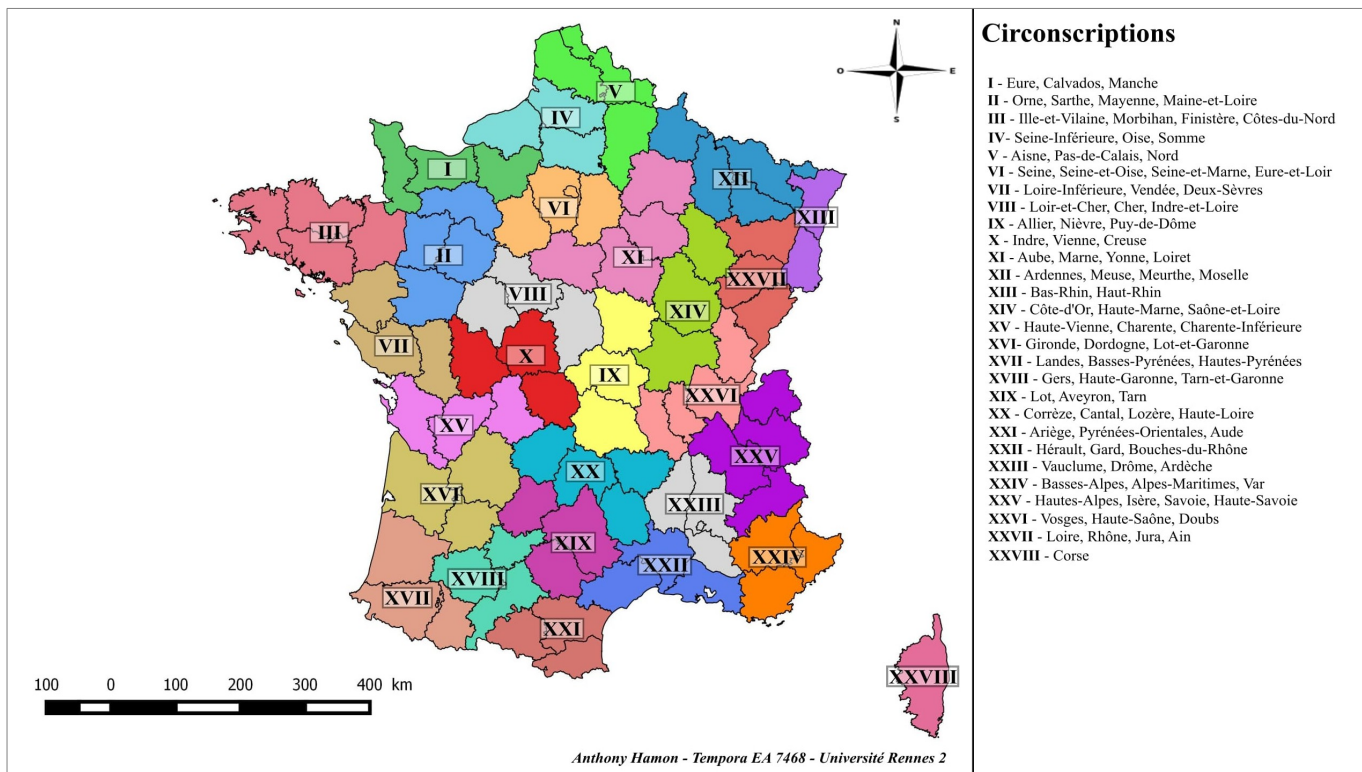 Circonscriptions
I - Eure, Calvados, Manche
II - Orne, Sarthe, Mayenne, Maine-et-Loire
III - Ille-et-Vilaine, Morbihan, Finistère, Côtes-du-Nord
IV- Seine-Inférieure, Oise, Somme
V - Aisne, Pas-de-Calais, Nord
VI - Seine, Seine-et-Oise, Seine-et-Marne, Eure-et-Loir
VII - Loire-Inférieure, Vendée, Deux-Sèvres
VIII - Loir-et-Cher, Cher, Indre-et-Loire
IX - Allier, Nièvre, Puy-de-Dôme
X - Indre, Vienne, Creuse
XI - Aube, Marne, Yonne, Loiret
XII - Ardennes, Meuse, Meurthe, Moselle
XIII - Bas-Rhin, Haut-Rhin
XIV - Côte-d'Or, Haute-Marne, Saône-et-Loire
XV - Haute-Vienne, Charente, Charente-Inférieure
XVI- Gironde, Dordogne, Lot-et-Garonne
XVII - Landes, Basses-Pyrénées, Hautes-Pyrénées
XVIII - Gers, Haute-Garonne, Tarn-et-Garonne
XIX - Lot, Aveyron, Tarn
XX - Corrèze, Cantal, Lozère, Haute-Loire
XXI - Ariège, Pyrénées-Orientales, Aude
XXII - Hérault, Gard, Bouches-du-Rhône
XXIII - Vauclume, Drôme, Ardèche
XXIV - Basses-Alpes, Alpes-Maritimes, Var
XXV - Hautes-Alpes, Isère, Savoie, Haute-Savoie
XXVI - Vosges, Haute-Saône, Doubs
XXVII - Loire, Rhône, Jura, Ain
XXVIII - Corse
N
O
E
S
V
IV
I
XII
XIII
VI
III
II
XI
XXVII
VIII
XIV
VII
X
IX
XXVI
XV
XXV
XX
XVI
XXIII
XIX
XXIV
XXII
XVIII
XVII
XXI
XXVIII
100 0 100 200 300 400 km
Anthony Hamon - Tempora EA 7468 - Université Rennes 2